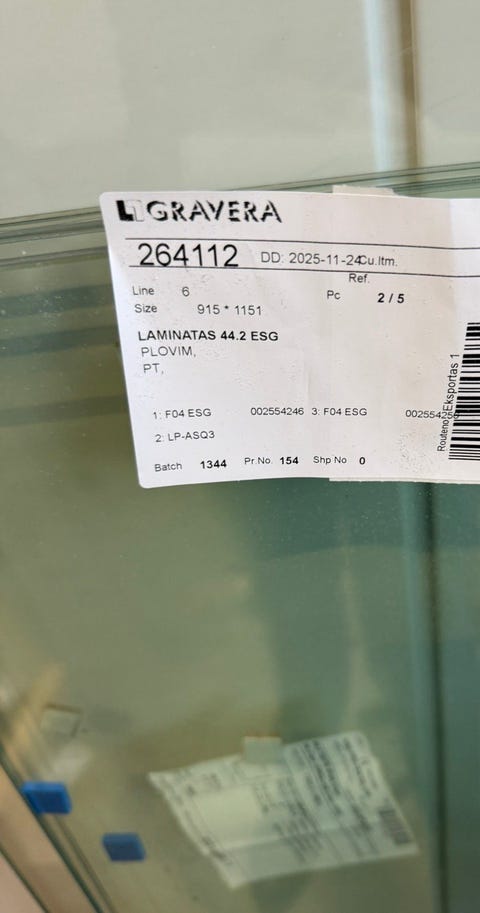 GRAVERA
264112 DD: 2025-11-24 Cu.Itm.
Ref.
Line 6 Pc 2 / 5
Size 915 * 1151
LAMINATAS 44.2 ESG
PLOVIM,
PT,
1: F04 ESG 002554246 3: F04 ESG
2: LP-ASQ3
Batch 1344 Pr.No. 154 Shp No 0
Eksportas 1